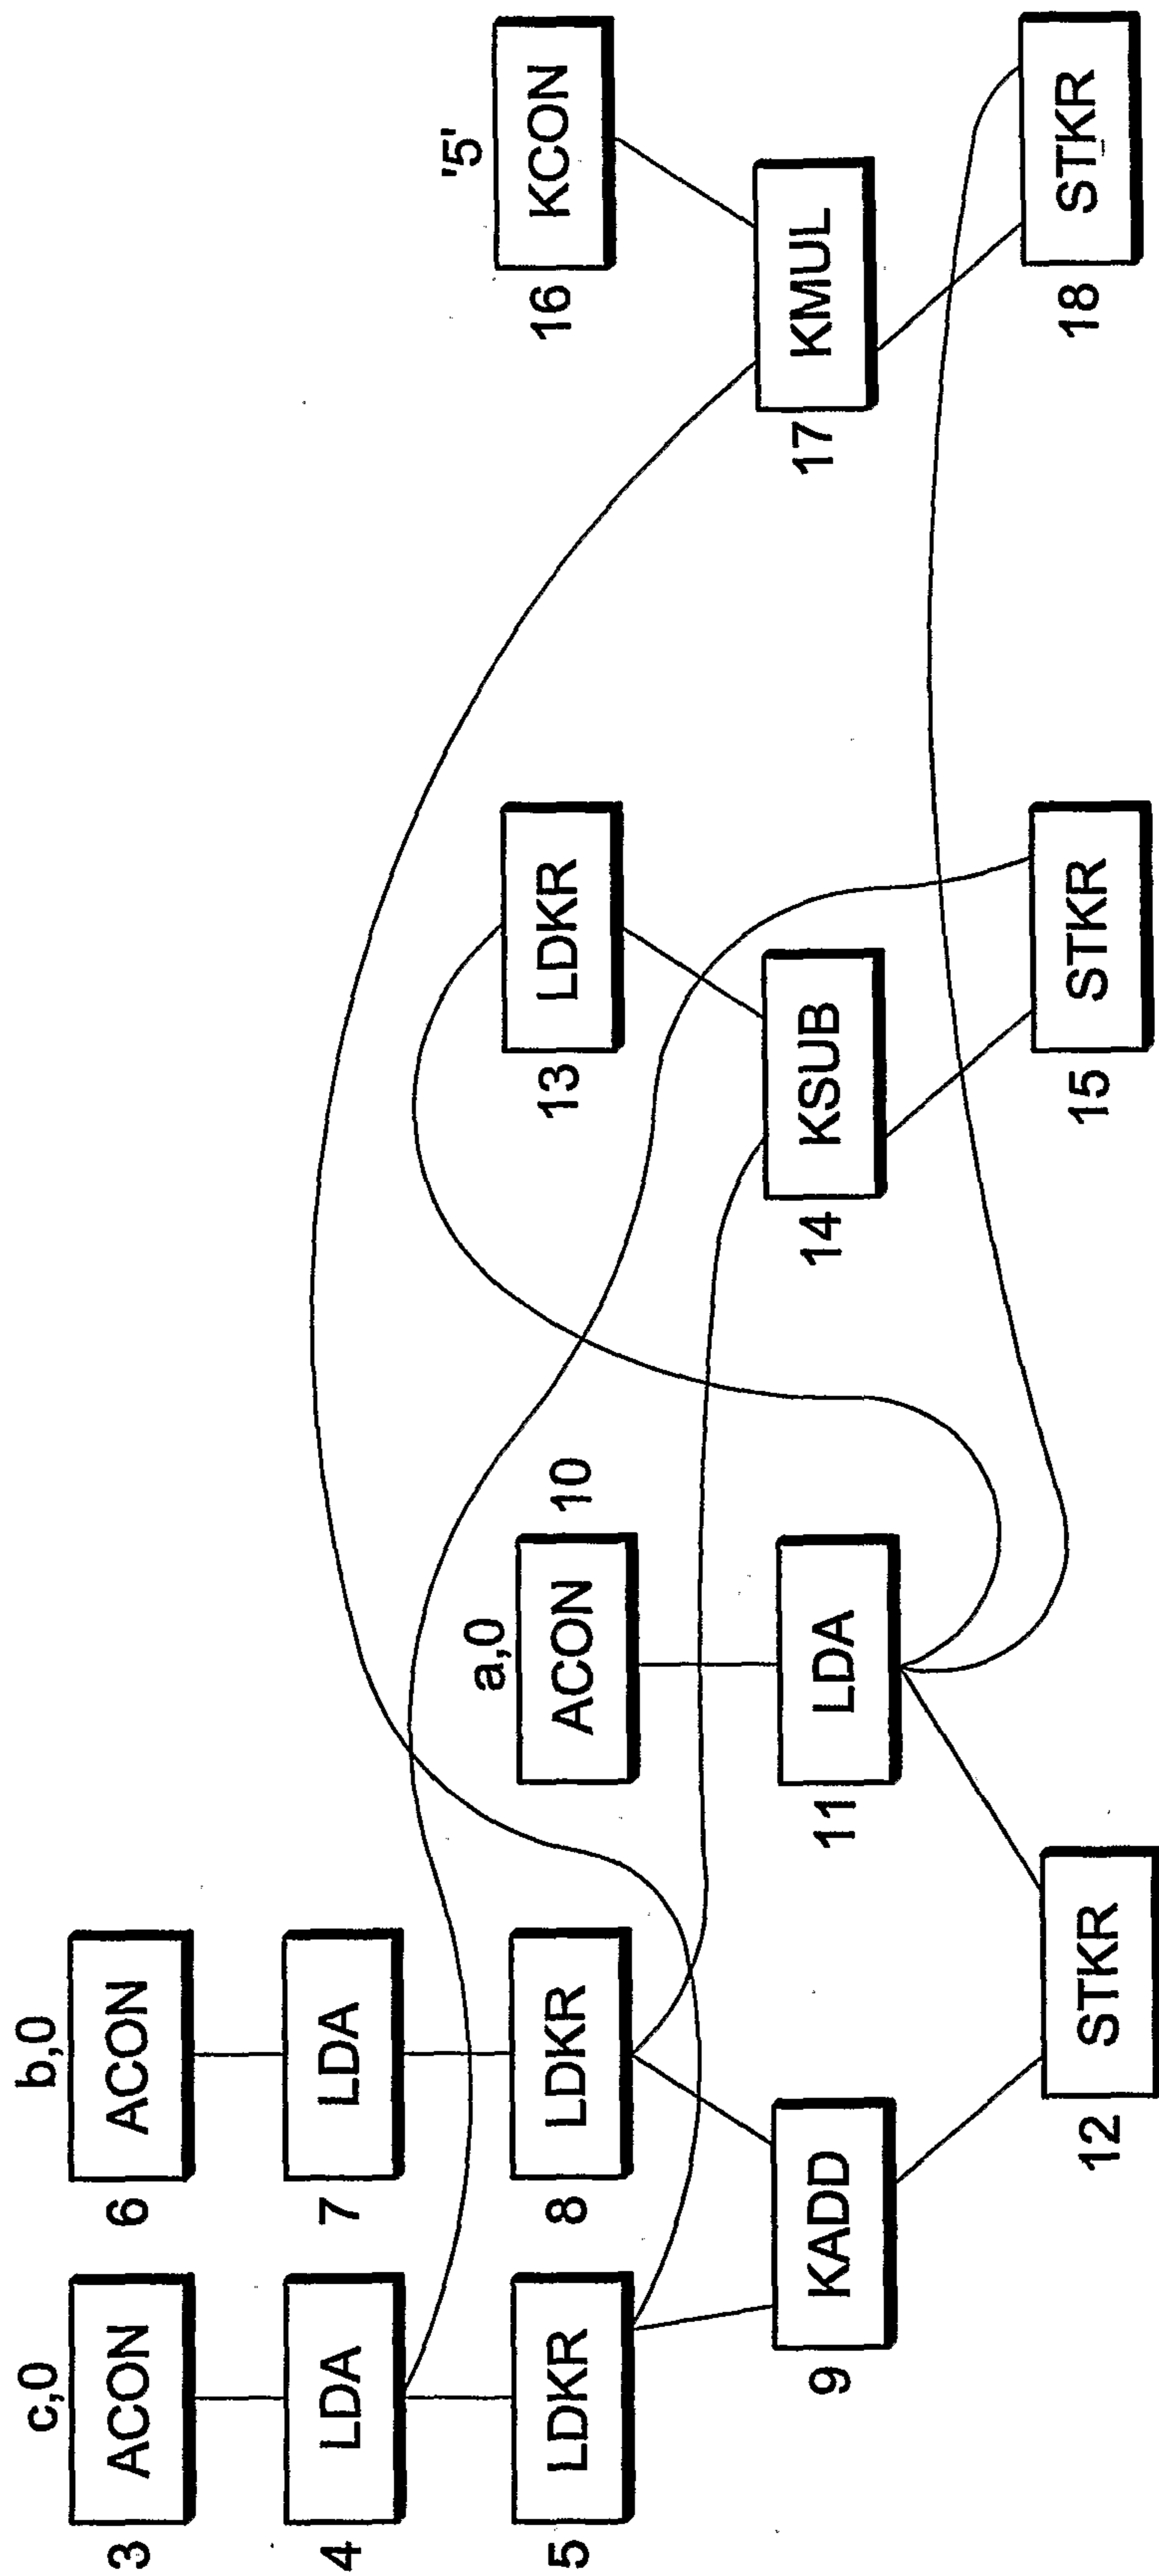 c,0
3 ACON
4 LDA
5 LDKR
b,0
6 ACON
7 LDA
8 LDKR
9 KADD
a,0
ACON 10
11 LDA
12 STKR
13 LDKR
14 KSUB
15 STKR
'5'
16 KCON
17 KMUL
18 STKR